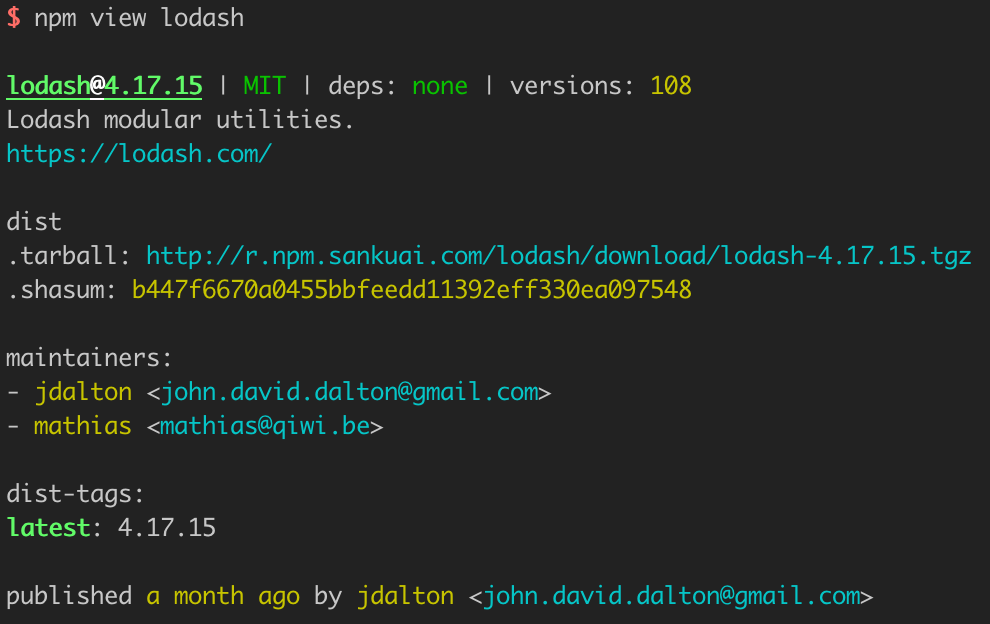 $ npm view lodash
lodash@4.17.15 | MIT | deps: none | versions: 108
Lodash modular utilities.
https://lodash.com/
dist
.tarball: http://r.npm.sankuai.com/lodash/download/lodash-4.17.15.tgz
.shasum: b447f6670a0455bbfeedd11392eff330ea097548
maintainers:
- jdalton <john.david.dalton@gmail.com>
- mathias <mathias@qiwi.be>
dist-tags:
latest: 4.17.15
published a month ago by jdalton <john.david.dalton@gmail.com>